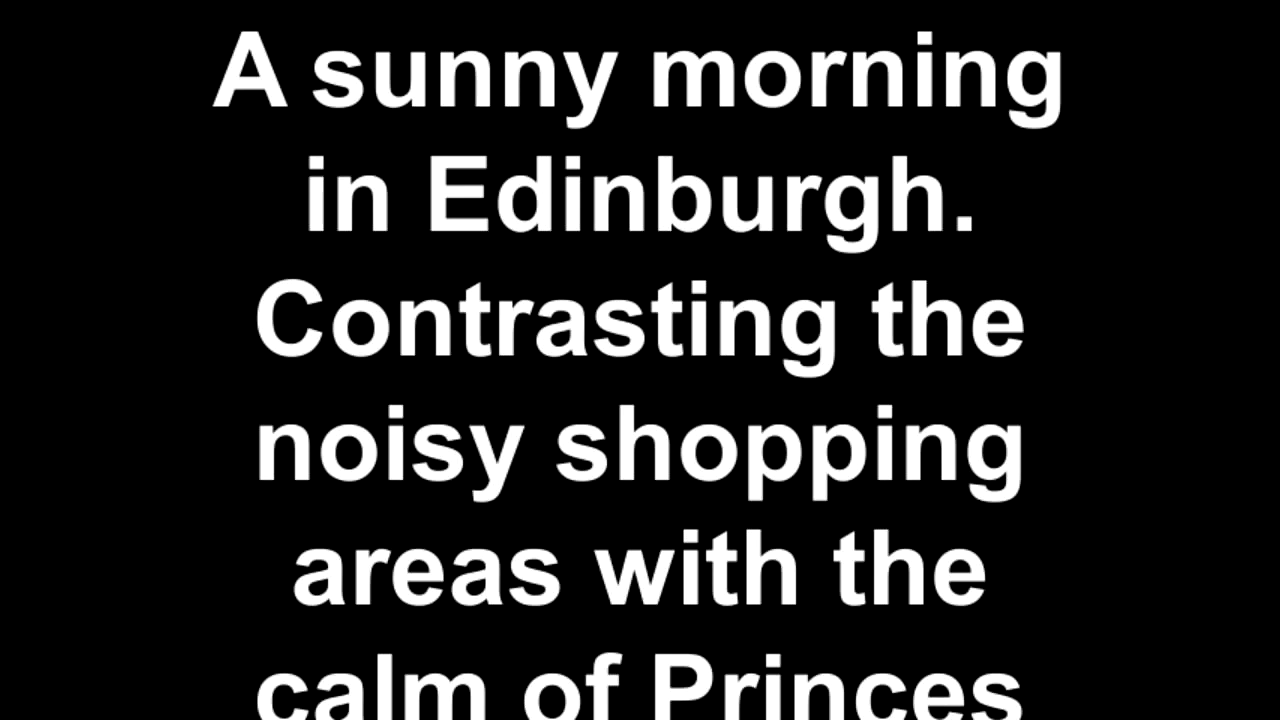 A sunny morning
in Edinburgh.
Contrasting the
noisy shopping
areas with the
calm of Princes